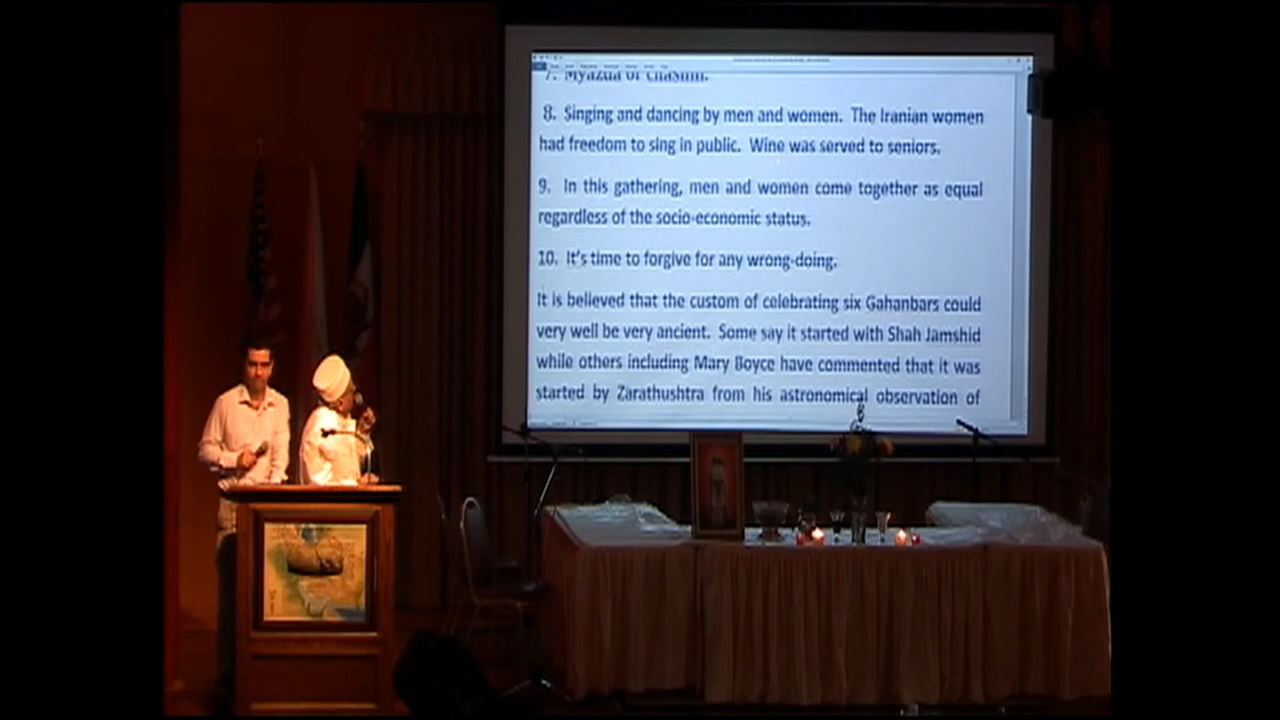 7. Myazda or Chashni.
8. Singing and dancing by men and women. The Iranian women
had freedom to sing in public. Wine was served to seniors.
9. In this gathering, men and women come together as equal
regardless of the socio-economic status.
10. It's time to forgive for any wrong-doing.
It is believed that the custom of celebrating six Gahanbars could
very well be very ancient. Some say it started with Shah Jamshid
while others including Mary Boyce have commented that it was
started by Zarathushtra from his astronomical observation of